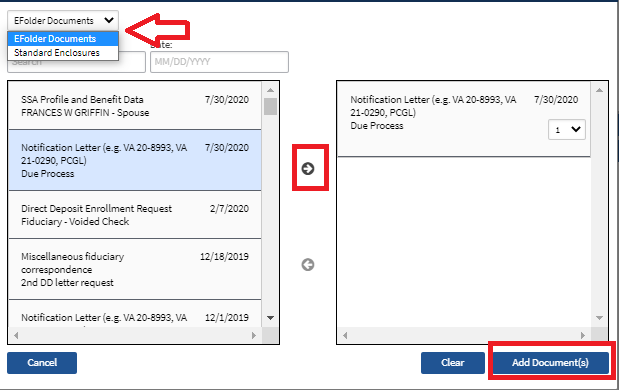 EFolder Documents
EFolder Documents
Standard Enclosures
Date:
Search
MM/DD/YYYY
SSA Profile and Benefit Data 7/30/2020
FRANCES W GRIFFIN - Spouse
Notification Letter (e.g. VA 20-8993, VA 7/30/2020
21-0290, PCGL)
Due Process
Direct Deposit Enrollment Request 2/7/2020
Fiduciary - Voided Check
Miscellaneous fiduciary 12/18/2019
correspondence
2nd DD letter request
Notification Letter (e.g. VA 20-8993, VA 12/1/2019
Notification Letter (e.g. VA 20-8993, VA 7/30/2020
21-0290, PCGL)
Due Process
1
Cancel
Clear
Add Document(s)